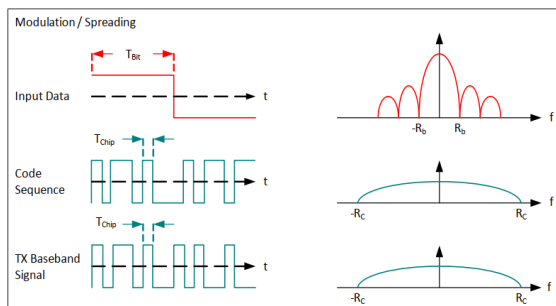 Modulation / Spreading
T_Bit
Input Data
t
f
-R_b
R_b
T_Chip
Code
Sequence
t
f
-R_C
R_C
T_Chip
TX Baseband
Signal
t
f
-R_C
R_C